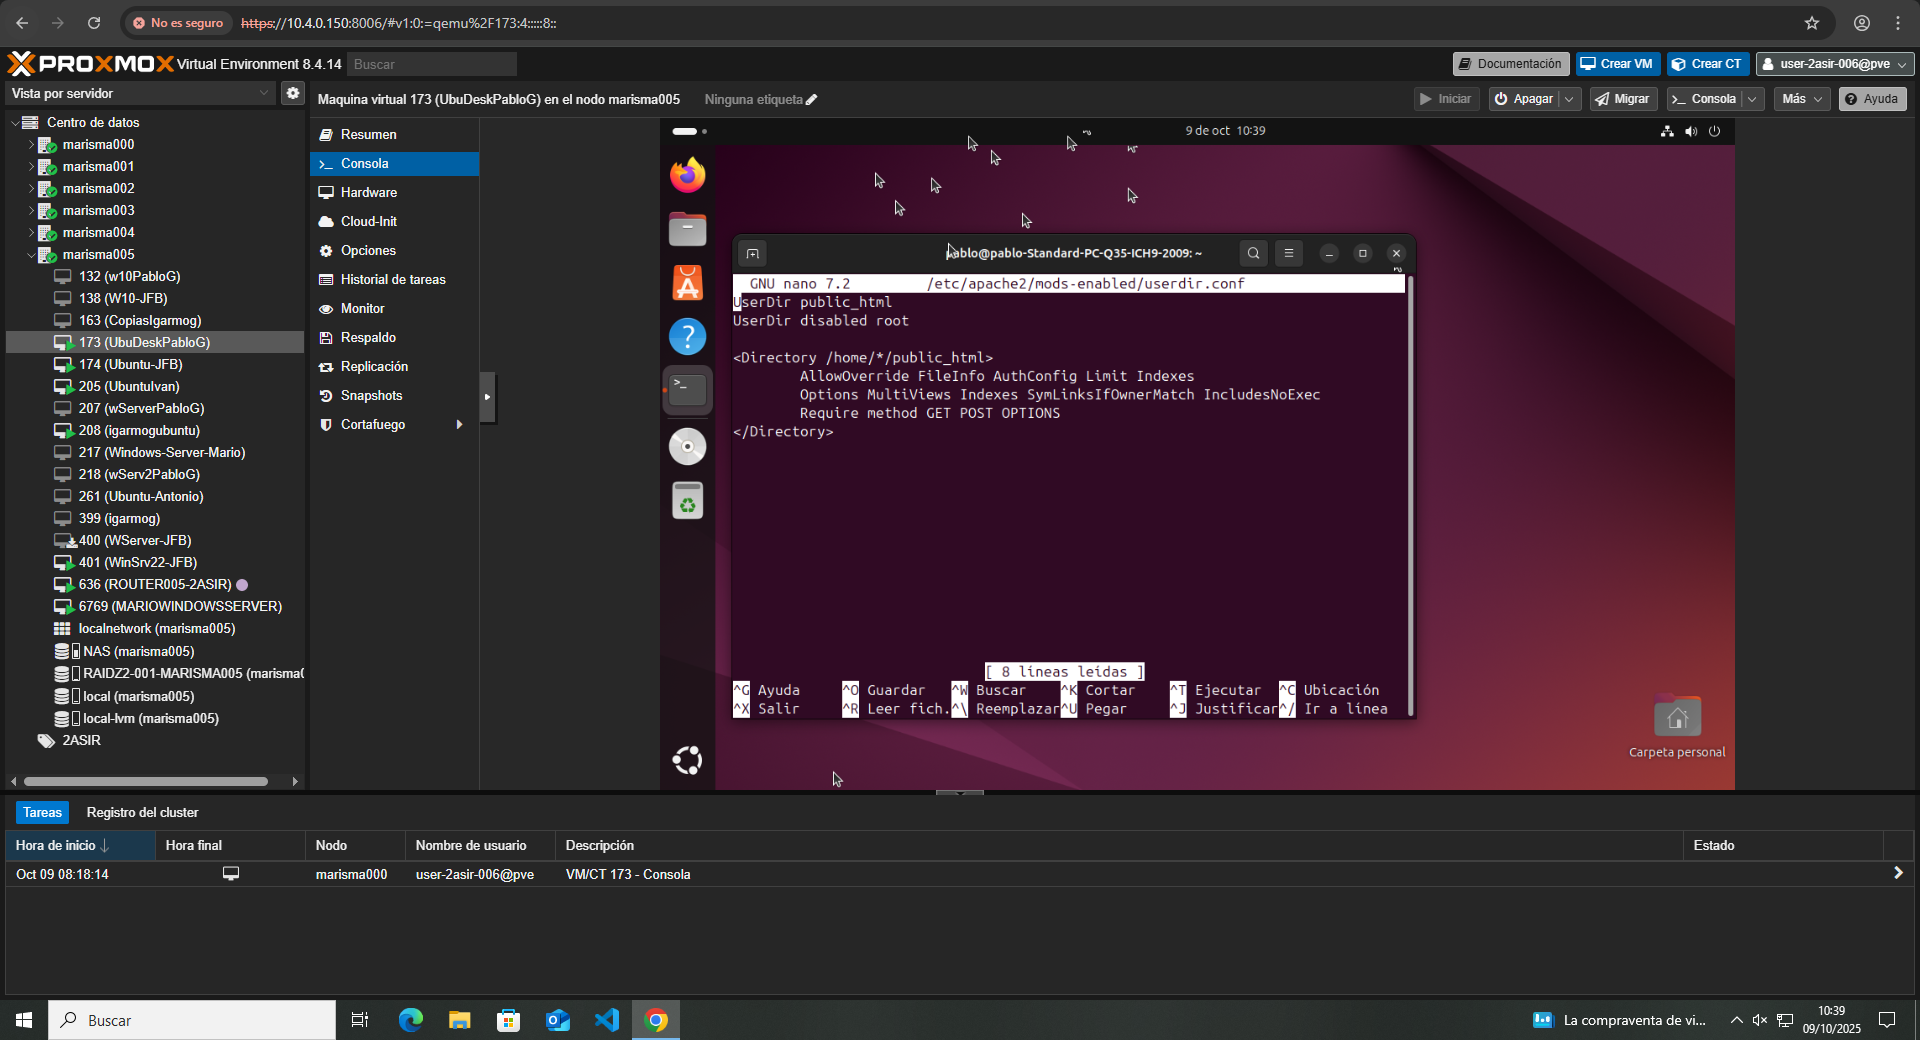 No es seguro https://10.4.0.150:8006/#v1:0:=qemu%2F173:4:::::8::
PROXMOX Virtual Environment 8.4.14 Buscar Documentación Crear VM Crear CT user-2asir-006@pve
Vista por servidor
Maquina virtual 173 (UbuDeskPabloG) en el nodo marisma005 Ninguna etiqueta Iniciar Apagar Migrar Consola Más Ayuda
Centro de datos
marisma000
marisma001
marisma002
marisma003
marisma004
marisma005
132 (w10PabloG)
138 (W10-JFB)
163 (CopiasIgarmog)
173 (UbuDeskPabloG)
174 (Ubuntu-JFB)
205 (UbuntuIvan)
207 (wServerPabloG)
208 (igarmogubuntu)
217 (Windows-Server-Mario)
218 (wServ2PabloG)
261 (Ubuntu-Antonio)
399 (igarmog)
400 (WServer-JFB)
401 (WinSrv22-JFB)
636 (ROUTER005-2ASIR)
6769 (MARIOWINDOWSSERVER)
localnetwork (marisma005)
NAS (marisma005)
RAIDZ2-001-MARISMA005 (marisma0
local (marisma005)
local-lvm (marisma005)
2ASIR
Resumen
Consola
Hardware
Cloud-Init
Opciones
Historial de tareas
Monitor
Respaldo
Replicación
Snapshots
Cortafuego
9 de oct 10:39
pablo@pablo-Standard-PC-Q35-ICH9-2009: ~
GNU nano 7.2 /etc/apache2/mods-enabled/userdir.conf
UserDir public_html
UserDir disabled root
<Directory /home/*/public_html>
AllowOverride FileInfo AuthConfig Limit Indexes
Options MultiViews Indexes SymLinksIfOwnerMatch IncludesNoExec
Require method GET POST OPTIONS
</Directory>
[ 8 líneas leídas ]
^G Ayuda ^O Guardar ^W Buscar ^K Cortar ^T Ejecutar ^C Ubicación
^X Salir ^R Leer fich. ^\ Reemplazar ^U Pegar ^J Justificar ^/ Ir a línea
Carpeta personal
Tareas Registro del cluster
Hora de inicio Hora final Nodo Nombre de usuario Descripción Estado
Oct 09 08:18:14 marisma000 user-2asir-006@pve VM/CT 173 - Consola
Buscar
La compraventa de vi...
10:39
09/10/2025